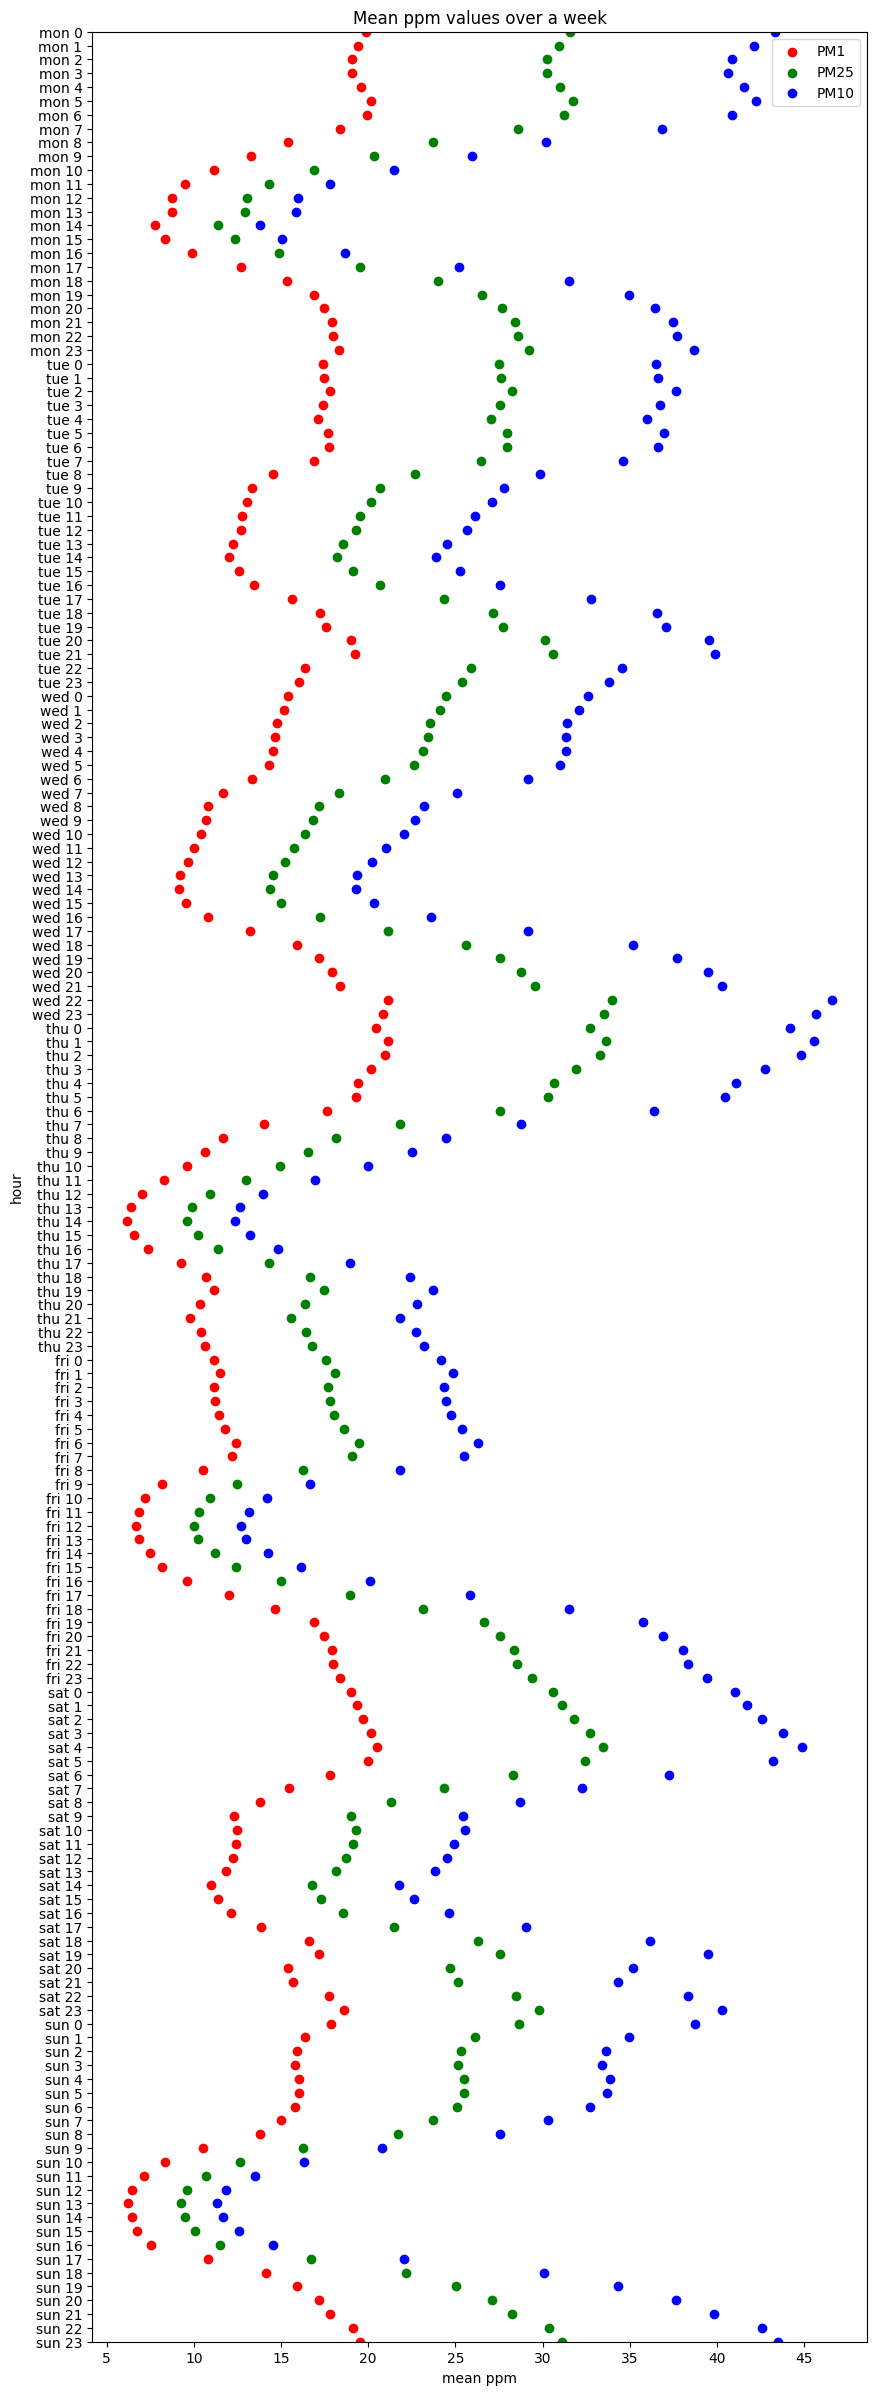 Mean ppm values over a week
PM1
PM25
PM10
mon 0
mon 1
mon 2
mon 3
mon 4
mon 5
mon 6
mon 7
mon 8
mon 9
mon 10
mon 11
mon 12
mon 13
mon 14
mon 15
mon 16
mon 17
mon 18
mon 19
mon 20
mon 21
mon 22
mon 23
tue 0
tue 1
tue 2
tue 3
tue 4
tue 5
tue 6
tue 7
tue 8
tue 9
tue 10
tue 11
tue 12
tue 13
tue 14
tue 15
tue 16
tue 17
tue 18
tue 19
tue 20
tue 21
tue 22
tue 23
wed 0
wed 1
wed 2
wed 3
wed 4
wed 5
wed 6
wed 7
wed 8
wed 9
wed 10
wed 11
wed 12
wed 13
wed 14
wed 15
wed 16
wed 17
wed 18
wed 19
wed 20
wed 21
wed 22
wed 23
thu 0
thu 1
thu 2
thu 3
thu 4
thu 5
thu 6
thu 7
thu 8
thu 9
thu 10
thu 11
thu 12
thu 13
thu 14
thu 15
thu 16
thu 17
thu 18
thu 19
thu 20
thu 21
thu 22
thu 23
fri 0
fri 1
fri 2
fri 3
fri 4
fri 5
fri 6
fri 7
fri 8
fri 9
fri 10
fri 11
fri 12
fri 13
fri 14
fri 15
fri 16
fri 17
fri 18
fri 19
fri 20
fri 21
fri 22
fri 23
sat 0
sat 1
sat 2
sat 3
sat 4
sat 5
sat 6
sat 7
sat 8
sat 9
sat 10
sat 11
sat 12
sat 13
sat 14
sat 15
sat 16
sat 17
sat 18
sat 19
sat 20
sat 21
sat 22
sat 23
sun 0
sun 1
sun 2
sun 3
sun 4
sun 5
sun 6
sun 7
sun 8
sun 9
sun 10
sun 11
sun 12
sun 13
sun 14
sun 15
sun 16
sun 17
sun 18
sun 19
sun 20
sun 21
sun 22
sun 23
hour
5 10 15 20 25 30 35 40 45
mean ppm